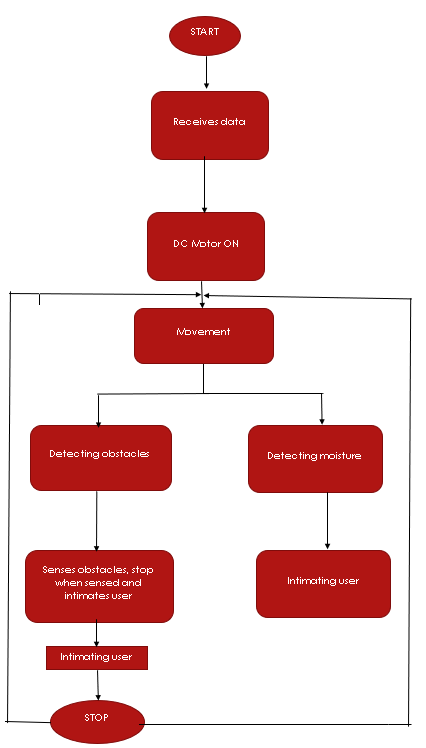 START
Receives data
DC Motor ON
Movement
Detecting obstacles
Detecting moisture
Senses obstacles, stop
when sensed and
intimates user
Intimating user
Intimating user
STOP